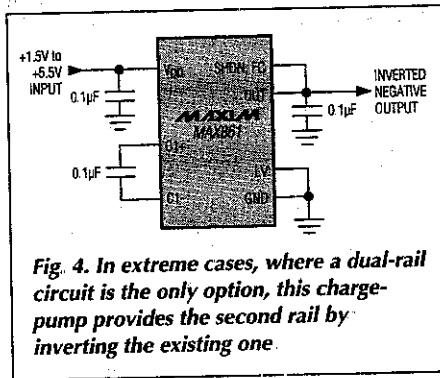 +1.5V to
+5.5V
INPUT
0.1µF
VDD
SHDN, FC
OUT
INVERTED
NEGATIVE
OUTPUT
0.1µF
MAXIM
MAX861
C1+
0.1µF
C1-
LV
GND
Fig. 4. In extreme cases, where a dual-rail
circuit is the only option, this charge-
pump provides the second rail by
inverting the existing one.